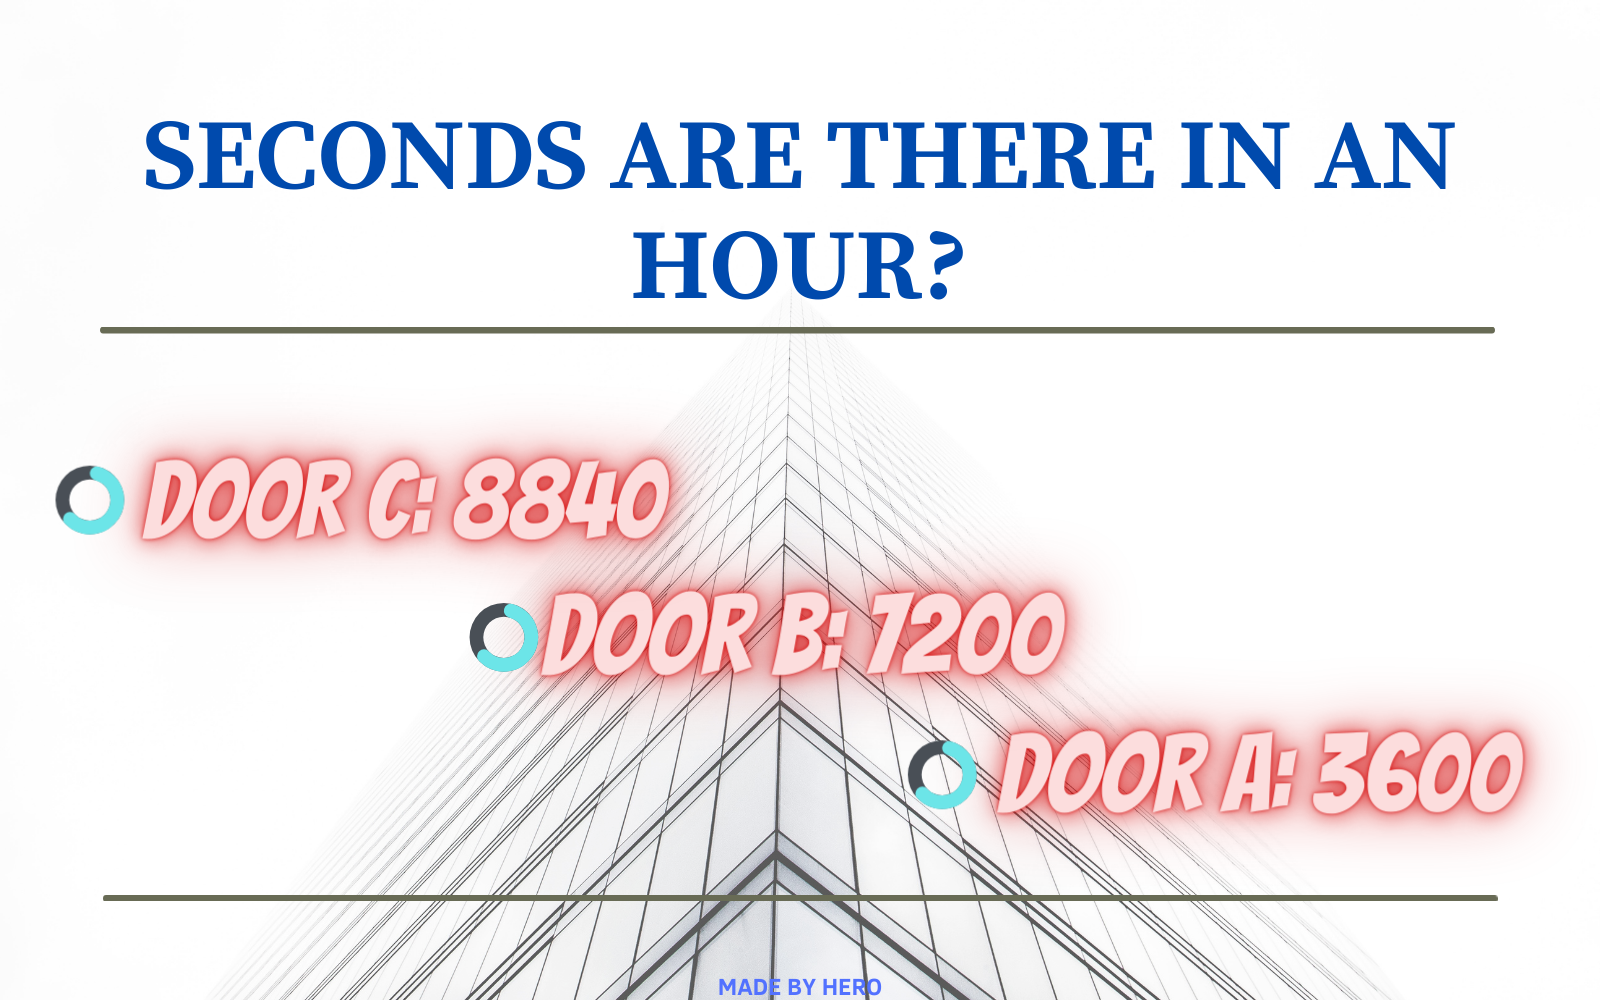 SECONDS ARE THERE IN AN
HOUR?
DOOR C: 8840
DOOR B: 7200
DOOR A: 3600
MADE BY HERO